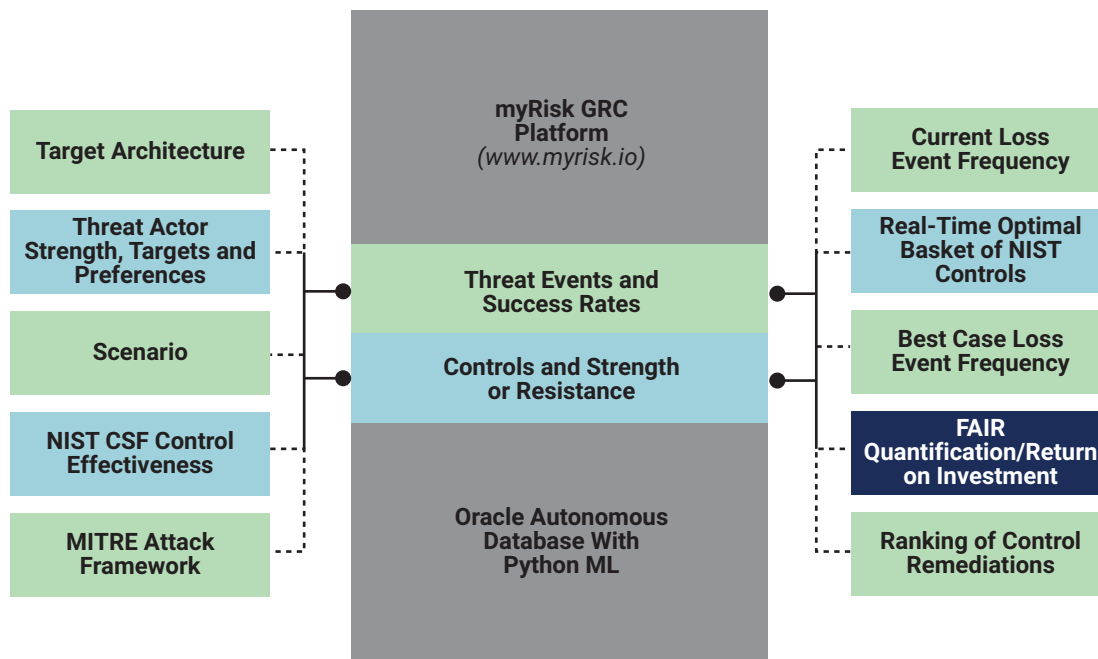 Target Architecture
Threat Actor
Strength, Targets and
Preferences
Scenario
NIST CSF Control
Effectiveness
MITRE Attack
Framework
myRisk GRC
Platform
(www.myrisk.io)
Threat Events and
Success Rates
Controls and Strength
or Resistance
Oracle Autonomous
Database With
Python ML
Current Loss
Event Frequency
Real-Time Optimal
Basket of NIST
Controls
Best Case Loss
Event Frequency
FAIR
Quantification/Return
on Investment
Ranking of Control
Remediations